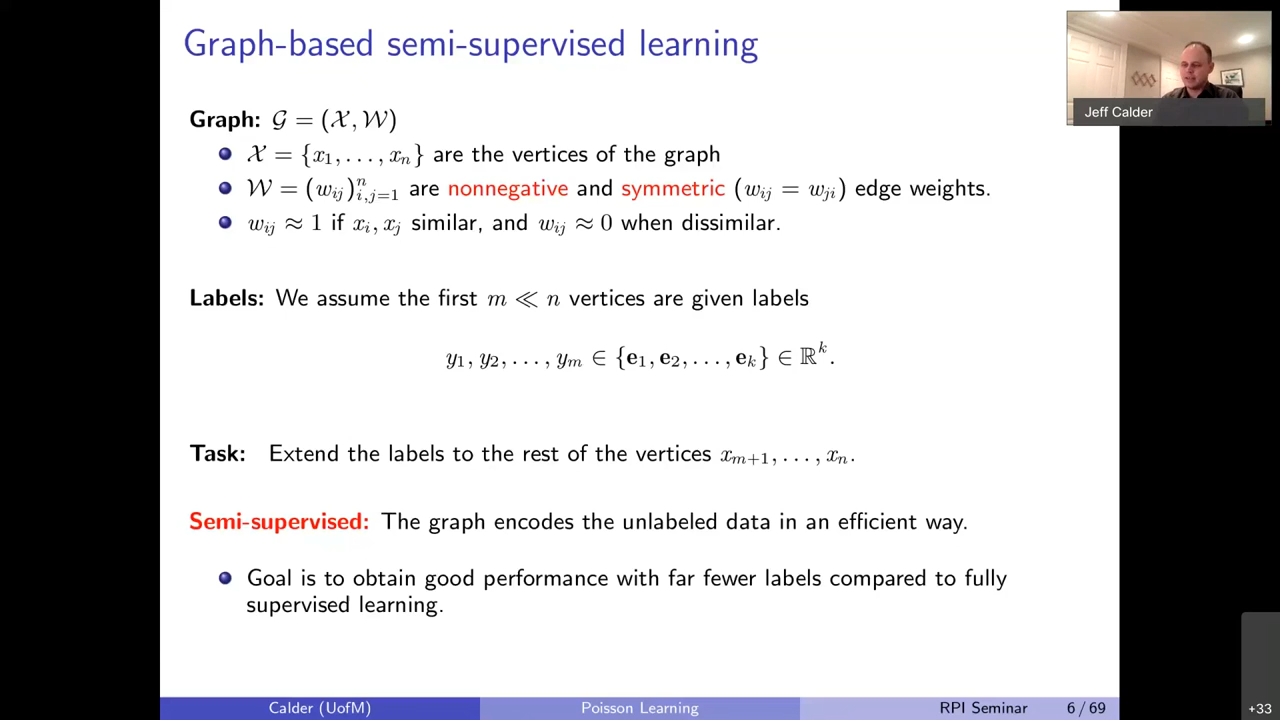 Graph-based semi-supervised learning
Jeff Calder
Graph: 𝒢 = (𝒳, 𝒲)
𝒳 = {x₁, . . . , xₙ} are the vertices of the graph
𝒲 = (wᵢⱼ)ⁿᵢ,ⱼ₌₁ are nonnegative and symmetric (wᵢⱼ = wⱼᵢ) edge weights.
wᵢⱼ ≈ 1 if xᵢ, xⱼ similar, and wᵢⱼ ≈ 0 when dissimilar.
Labels: We assume the first m ≪ n vertices are given labels
y₁, y₂, . . . , yₘ ∈ {e₁, e₂, . . . , eₖ} ∈ ℝᵏ.
Task: Extend the labels to the rest of the vertices xₘ₊₁, . . . , xₙ.
Semi-supervised: The graph encodes the unlabeled data in an efficient way.
Goal is to obtain good performance with far fewer labels compared to fully
supervised learning.
Calder (UofM) Poisson Learning RPI Seminar 6 / 69
+33